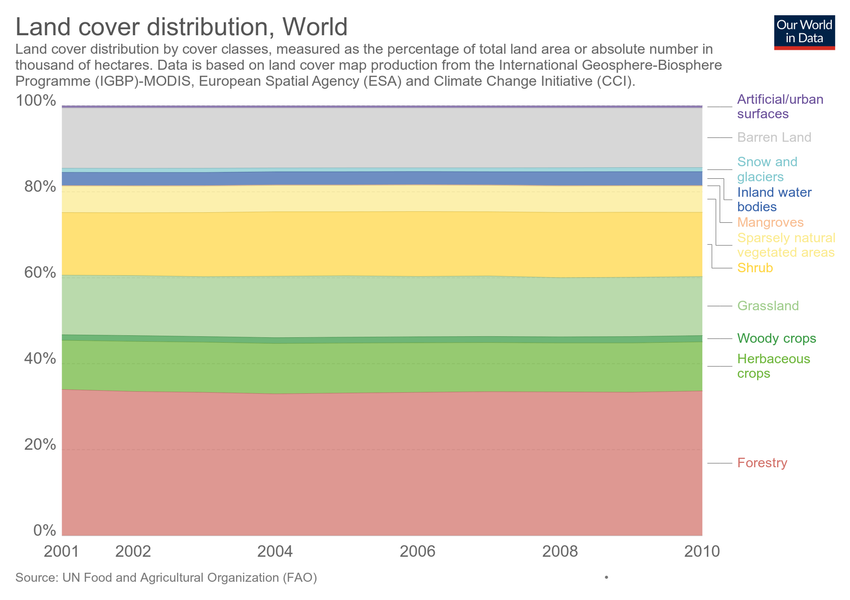 Land cover distribution, World
Our World
in Data
Land cover distribution by cover classes, measured as the percentage of total land area or absolute number in
thousand of hectares. Data is based on land cover map production from the International Geosphere-Biosphere
Programme (IGBP)-MODIS, European Spatial Agency (ESA) and Climate Change Initiative (CCI).
100%
80%
60%
40%
20%
0%
Artificial/urban
surfaces
Barren Land
Snow and
glaciers
Inland water
bodies
Mangroves
Sparsely natural
vegetated areas
Shrub
Grassland
Woody crops
Herbaceous
crops
Forestry
2001 2002 2004 2006 2008 2010
Source: UN Food and Agricultural Organization (FAO)
•